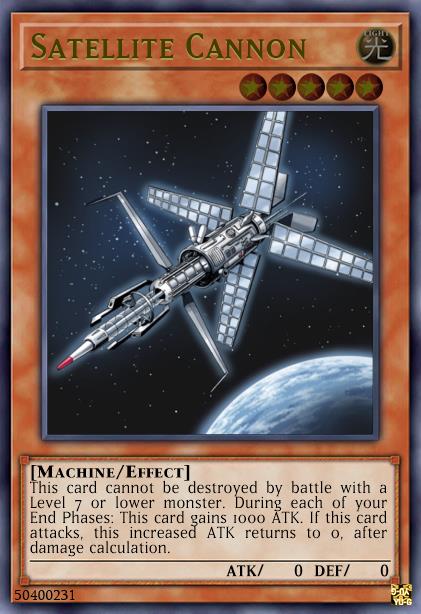 SATELLITE CANNON
LIGHT
光
[MACHINE/EFFECT]
This card cannot be destroyed by battle with a
Level 7 or lower monster. During each of your
End Phases: This card gains 1000 ATK. If this card
attacks, this increased ATK returns to 0, after
damage calculation.
ATK/ 0 DEF/ 0
50400231